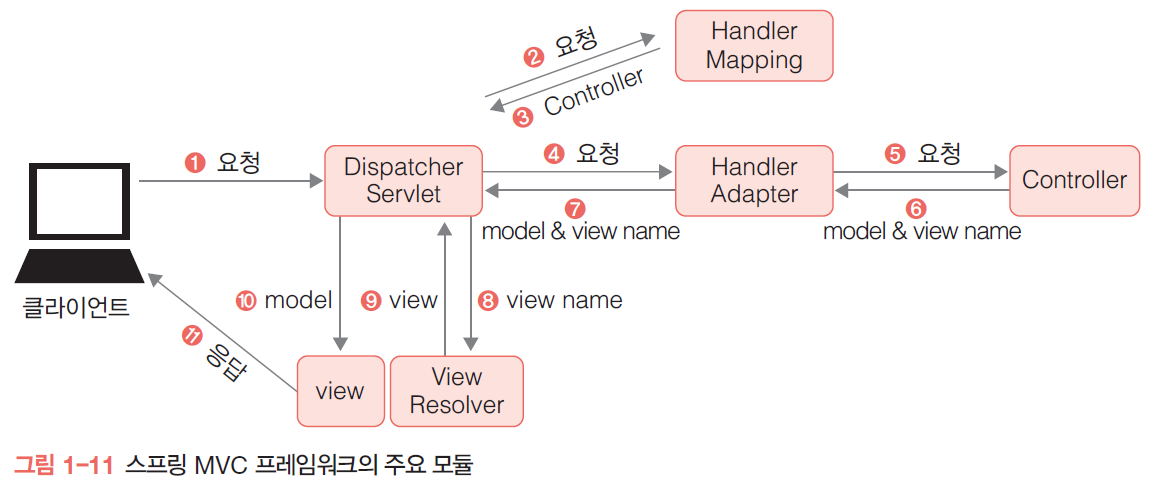 Handler
Mapping
❷ 요청
❸ Controller
❶ 요청
Dispatcher
Servlet
❹ 요청
Handler
Adapter
❺ 요청
Controller
❼
model & view name
❻
model & view name
클라이언트
❿ model
❾ view
❽ view name
⓫ 응답
view
View
Resolver
그림 1-11 스프링 MVC 프레임워크의 주요 모듈